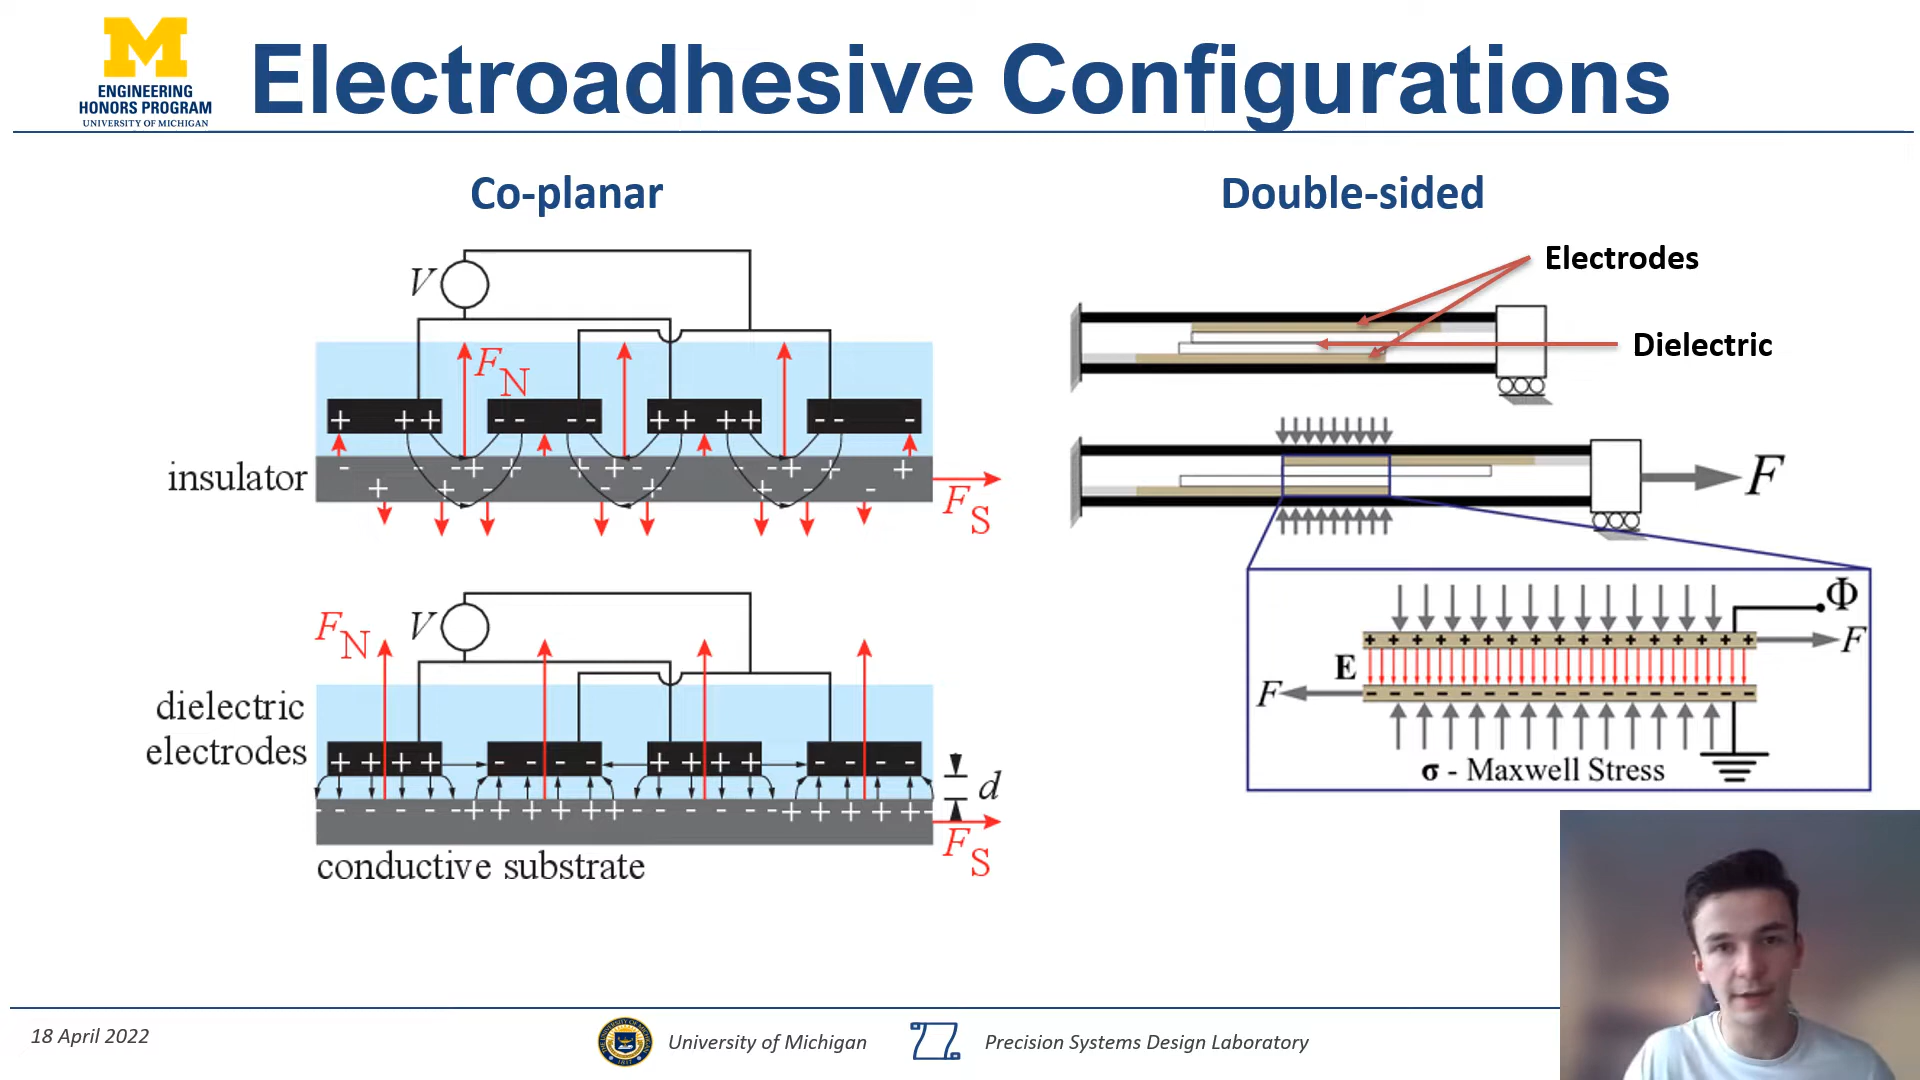 M
ENGINEERING
HONORS PROGRAM
UNIVERSITY OF MICHIGAN
Electroadhesive Configurations
Co-planar
V
F_N
insulator
F_S
F_N
V
dielectric
electrodes
d
F_S
conductive substrate
Double-sided
Electrodes
Dielectric
F
Φ
F
E
F
σ - Maxwell Stress
18 April 2022
University of Michigan
Precision Systems Design Laboratory